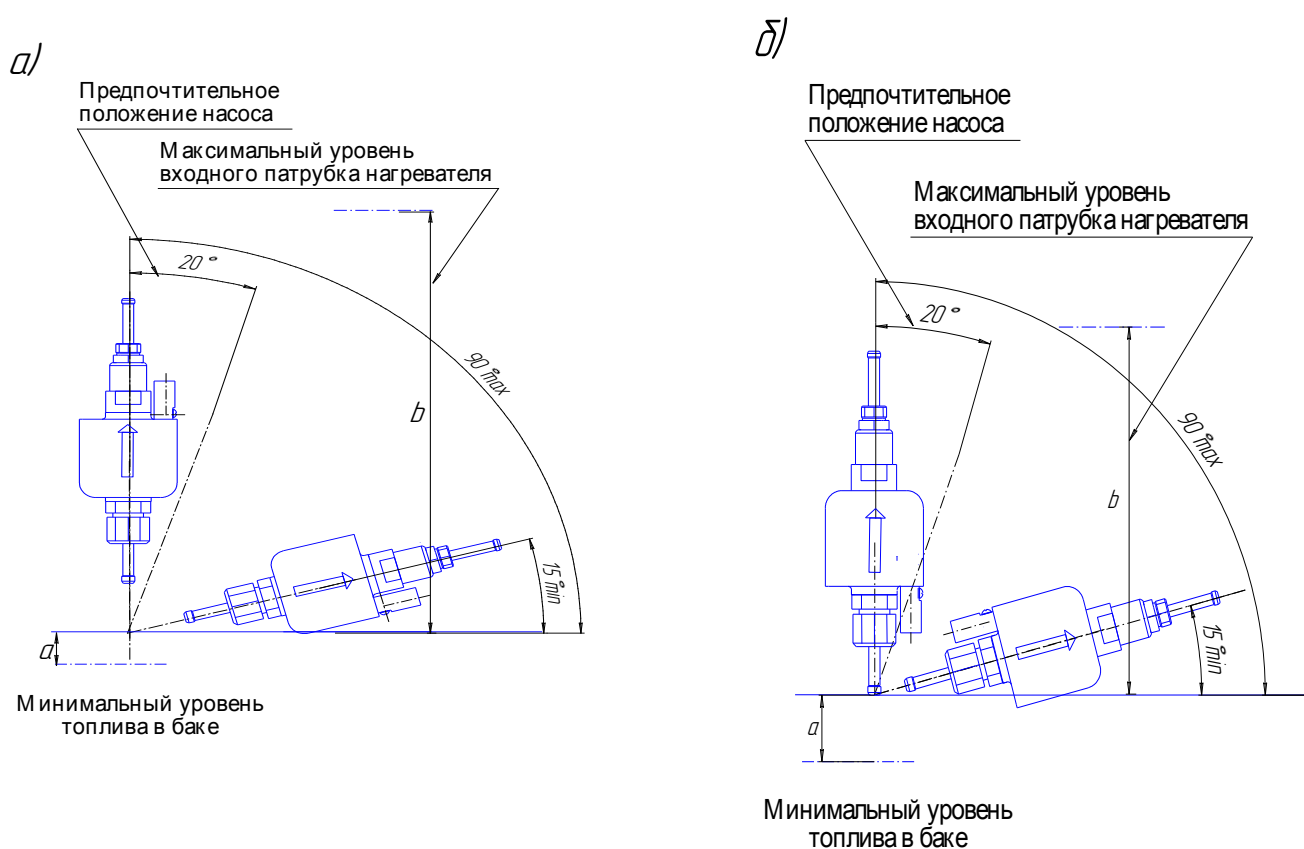 а)
Предпочтительное
положение насоса
Максимальный уровень
входного патрубка нагревателя
20°
90°max
b
15°min
a
Минимальный уровень
топлива в баке
б)
Предпочтительное
положение насоса
Максимальный уровень
входного патрубка нагревателя
20°
90°max
b
15°min
a
Минимальный уровень
топлива в баке